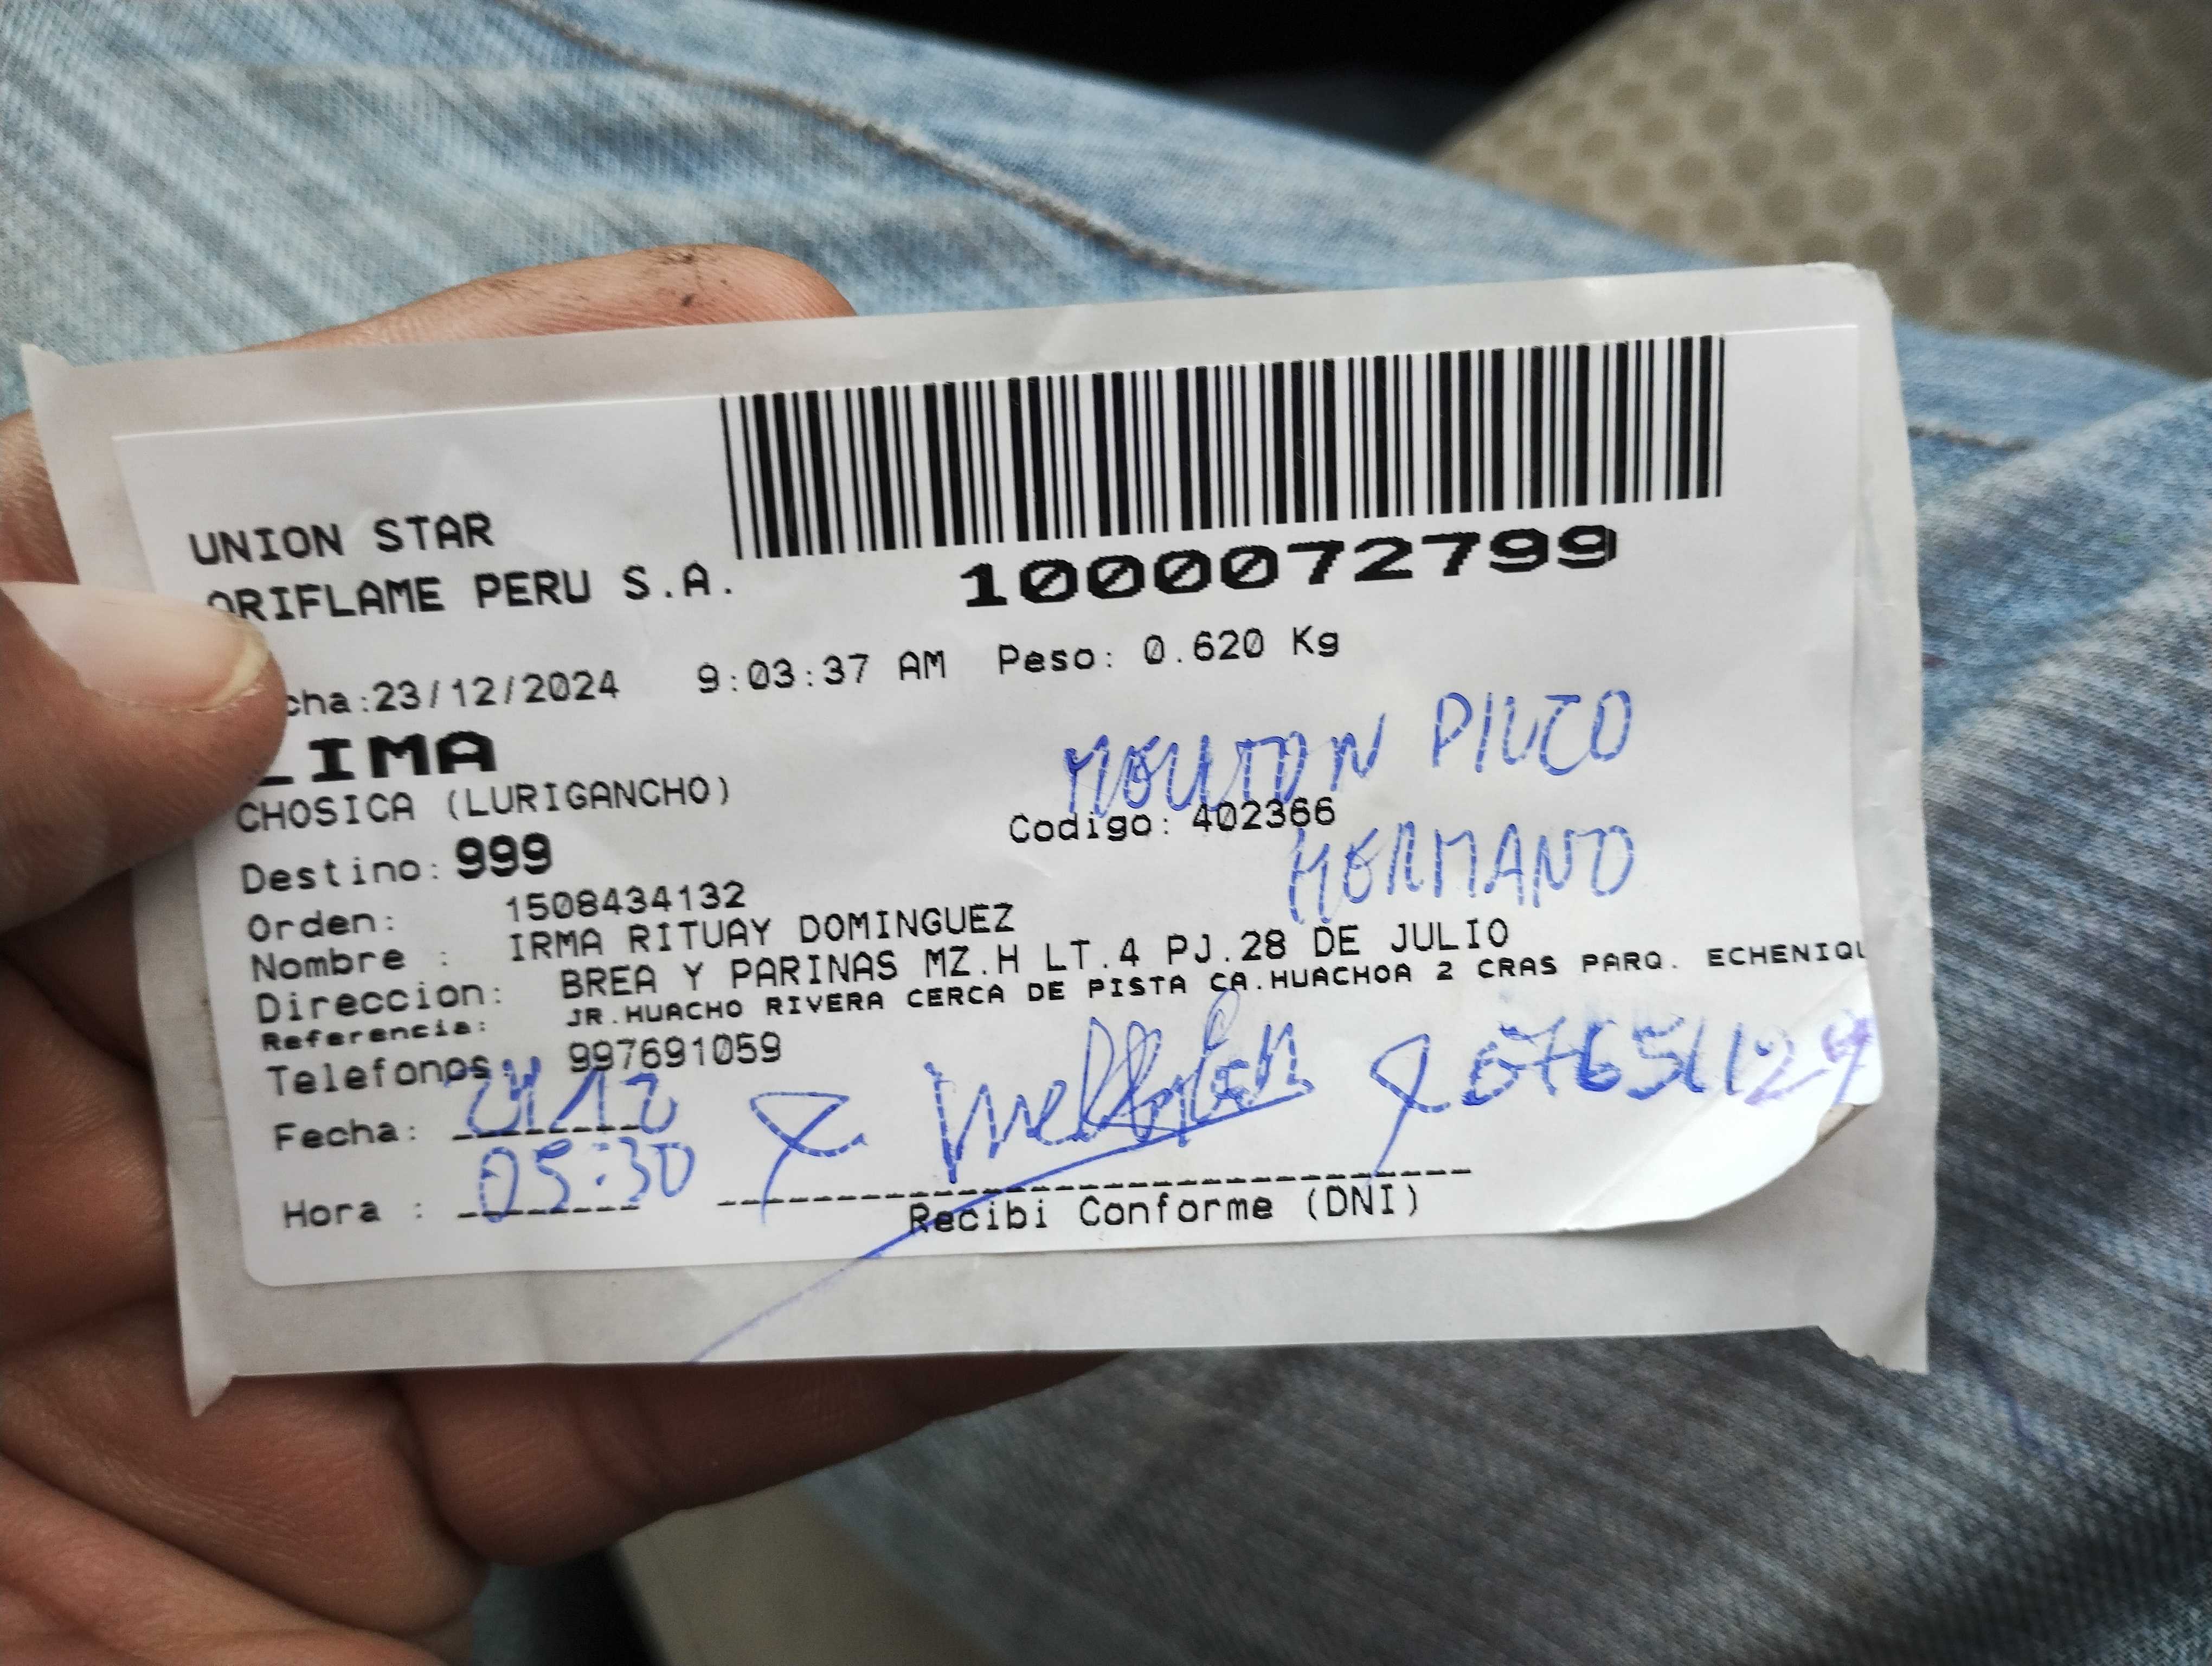 UNION STAR
ORIFLAME PERU S.A.
1000072799
cha:23/12/2024 9:03:37 AM Peso: 0.620 Kg
LIMA
PILCO
CHOSICA (LURIGANCHO)
Codigo: 402366
HERMANO
Destino: 999
Orden: 1508434132
Nombre : IRMA RITUAY DOMINGUEZ
Direccion: BREA Y PARINAS MZ.H LT.4 PJ.28 DE JULIO
Referencia: JR.HUACHO RIVERA CERCA DE PISTA CA.HUACHOA 2 CRAS PARQ. ECHENIQU
Telefonos: 997691059
Fecha:
Hora : 05:30
Recibi Conforme (DNI)